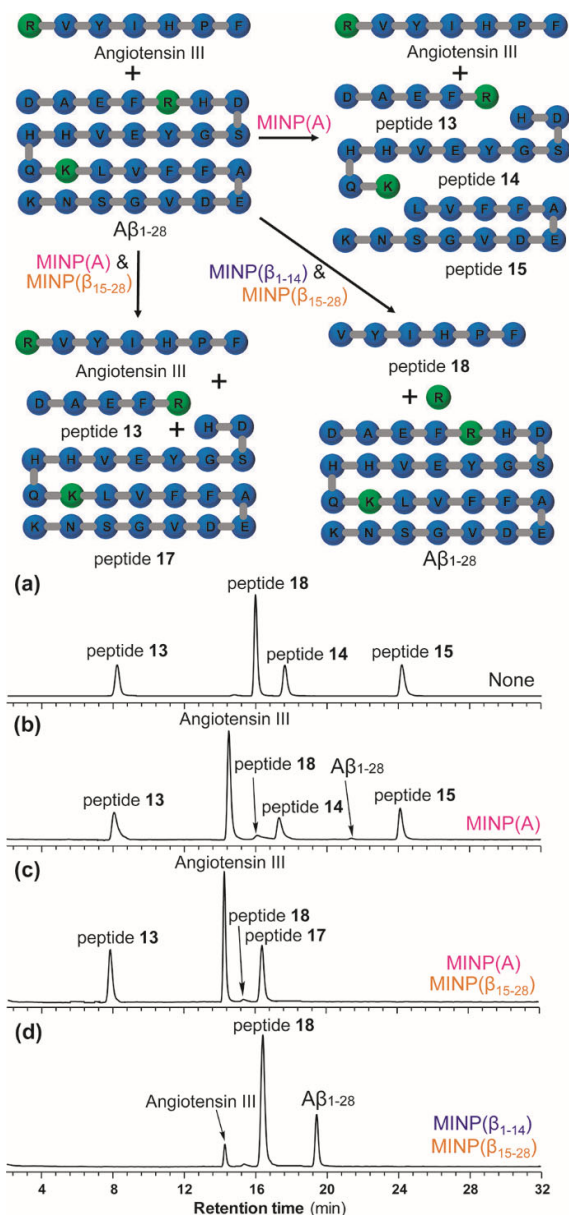 R V Y I H P F
Angiotensin III
+
D A E F R H D
H H V E Y G S
Q K L V F F A
K N S G V D E
Aβ1-28
MINP(A)
R V Y I H P F
Angiotensin III
+
D A E F R
peptide 13
H D
H H V E Y G S
Q K
peptide 14
L V F F A
K N S G V D E
peptide 15
MINP(A) &
MINP(β15-28)
MINP(β1-14) &
MINP(β15-28)
R V Y I H P F
Angiotensin III
+
D A E F R
peptide 13
+
H D
H H V E Y G S
Q K L V F F A
K N S G V D E
peptide 17
V Y I H P F
peptide 18
+ R
D A E F R H D
H H V E Y G S
Q K L V F F A
K N S G V D E
Aβ1-28
(a)
peptide 18
peptide 13
peptide 14
peptide 15
None
(b)
Angiotensin III
peptide 18
Aβ1-28
peptide 13
peptide 14
peptide 15
MINP(A)
(c)
Angiotensin III
peptide 18
peptide 13
peptide 17
MINP(A)
MINP(β15-28)
(d)
peptide 18
Angiotensin III
Aβ1-28
MINP(β1-14)
MINP(β15-28)
4 8 12 16 20 24 28 32
Retention time (min)